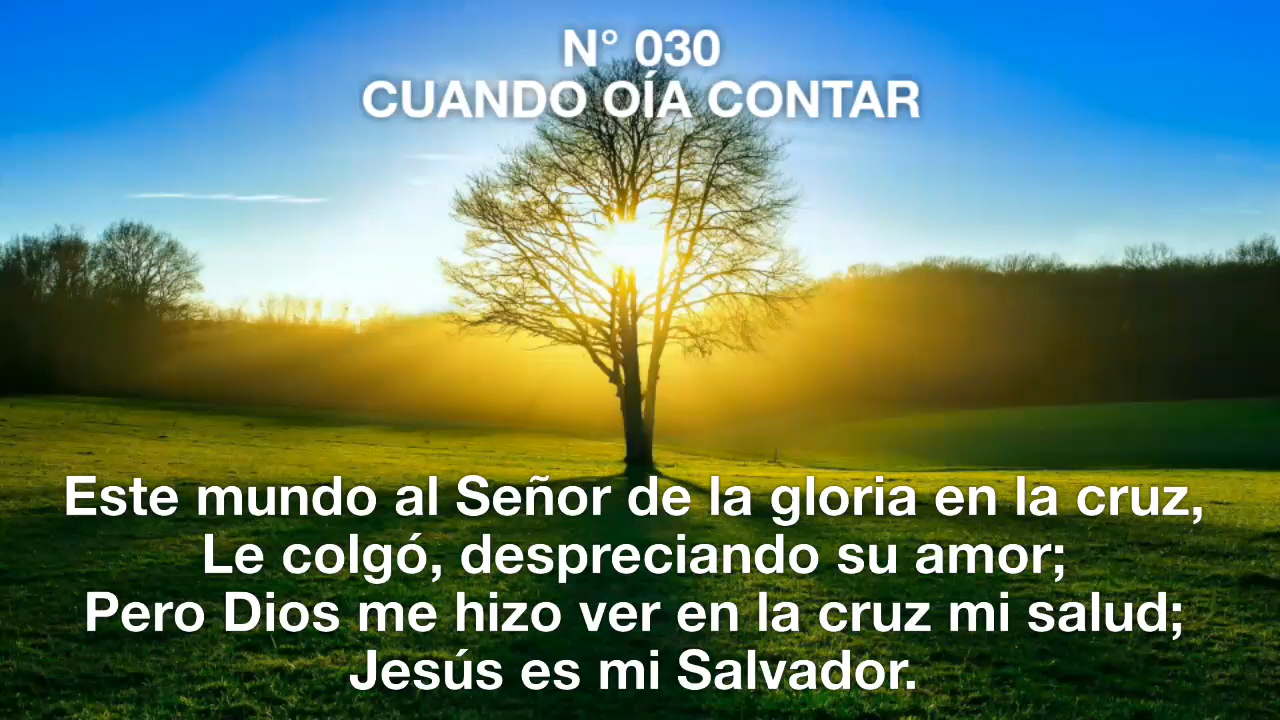 N° 030
CUANDO OÍA CONTAR
Este mundo al Señor de la gloria en la cruz,
Le colgó, despreciando su amor;
Pero Dios me hizo ver en la cruz mi salud;
Jesús es mi Salvador.